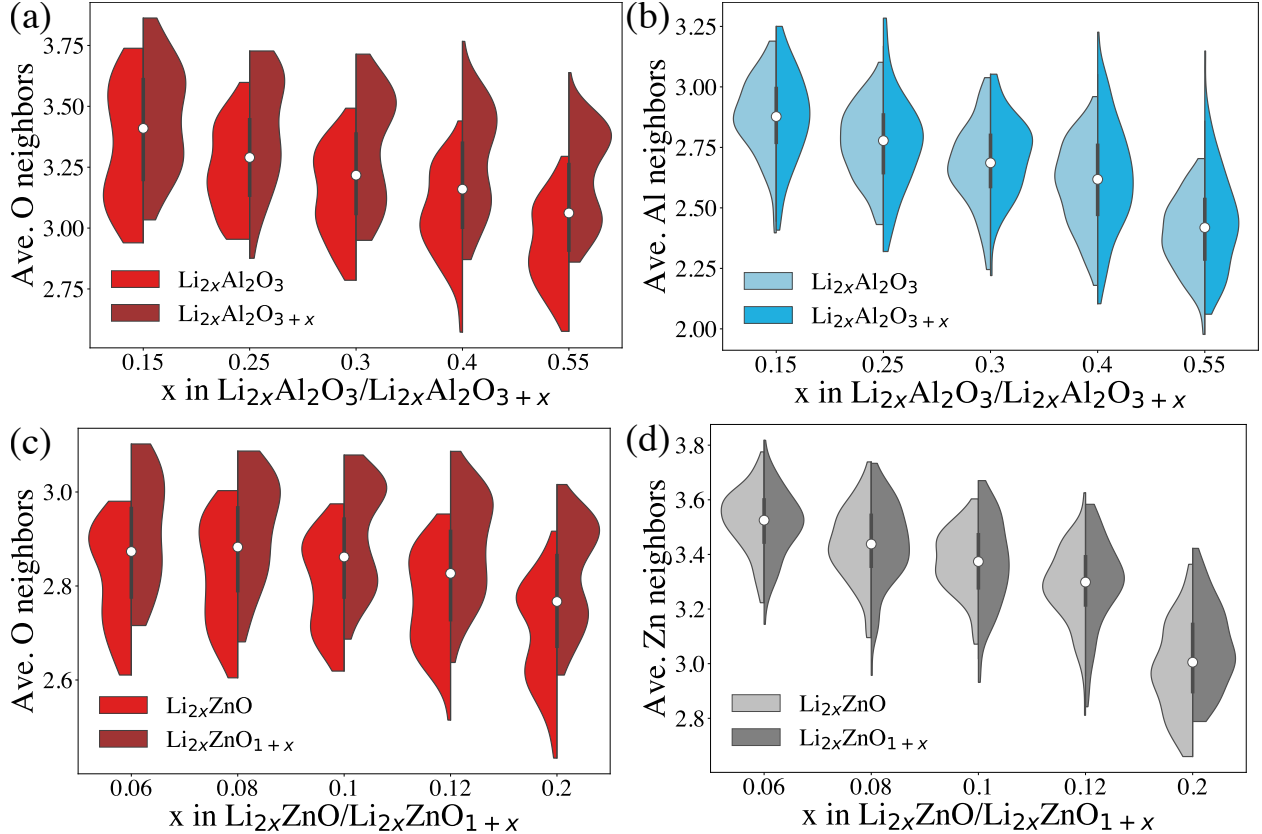 (a)
Ave. O neighbors
3.75
3.50
3.25
3.00
2.75
Li₂ₓAl₂O₃
Li₂ₓAl₂O₃₊ₓ
0.15 0.25 0.3 0.4 0.55
x in Li₂ₓAl₂O₃/Li₂ₓAl₂O₃₊ₓ
(b)
Ave. Al neighbors
3.25
3.00
2.75
2.50
2.25
2.00
Li₂ₓAl₂O₃
Li₂ₓAl₂O₃₊ₓ
0.15 0.25 0.3 0.4 0.55
x in Li₂ₓAl₂O₃/Li₂ₓAl₂O₃₊ₓ
(c)
Ave. O neighbors
3.0
2.8
2.6
Li₂ₓZnO
Li₂ₓZnO₁₊ₓ
0.06 0.08 0.1 0.12 0.2
x in Li₂ₓZnO/Li₂ₓZnO₁₊ₓ
(d)
Ave. Zn neighbors
3.8
3.6
3.4
3.2
3.0
2.8
Li₂ₓZnO
Li₂ₓZnO₁₊ₓ
0.06 0.08 0.1 0.12 0.2
x in Li₂ₓZnO/Li₂ₓZnO₁₊ₓ